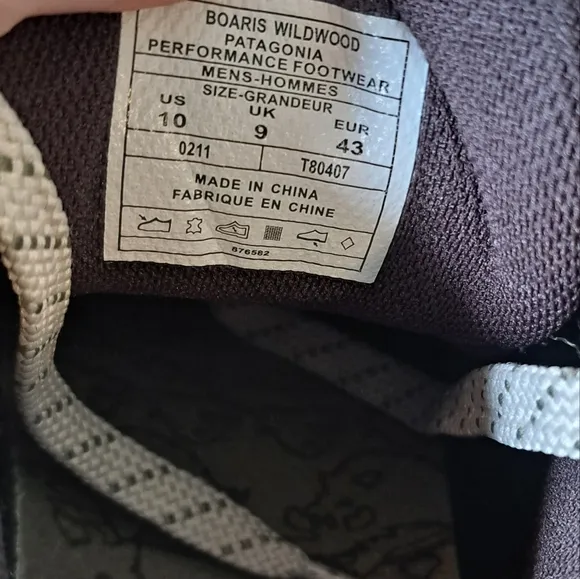 BOARIS WILDWOOD
PATAGONIA
PERFORMANCE FOOTWEAR
MENS-HOMMES
SIZE-GRANDEUR
US UK EUR
10 9 43
0211 T80407
MADE IN CHINA
FABRIQUE EN CHINE
676582